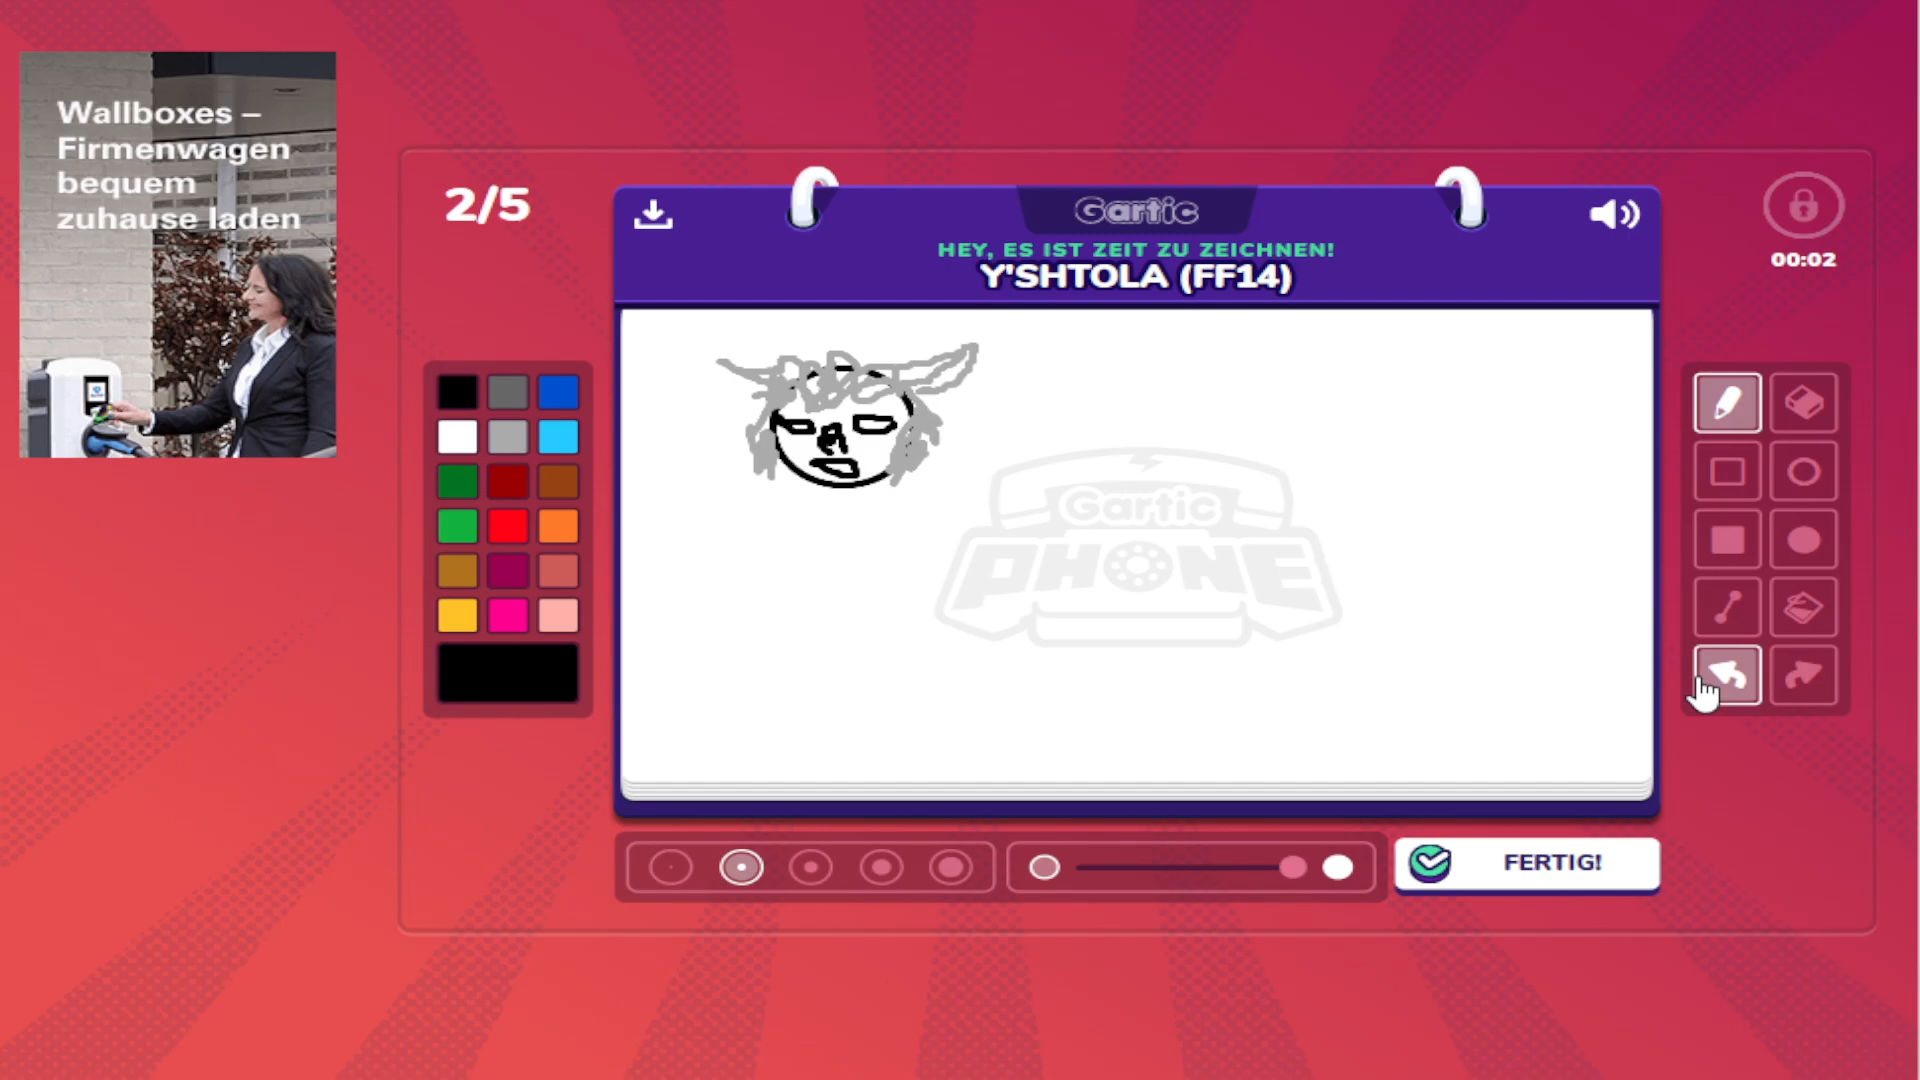 Wallboxes –
Firmenwagen
bequem
zuhause laden
2/5
Gartic
HEY, ES IST ZEIT ZU ZEICHNEN!
Y'SHTOLA (FF14)
00:02
Gartic
PHONE
FERTIG!